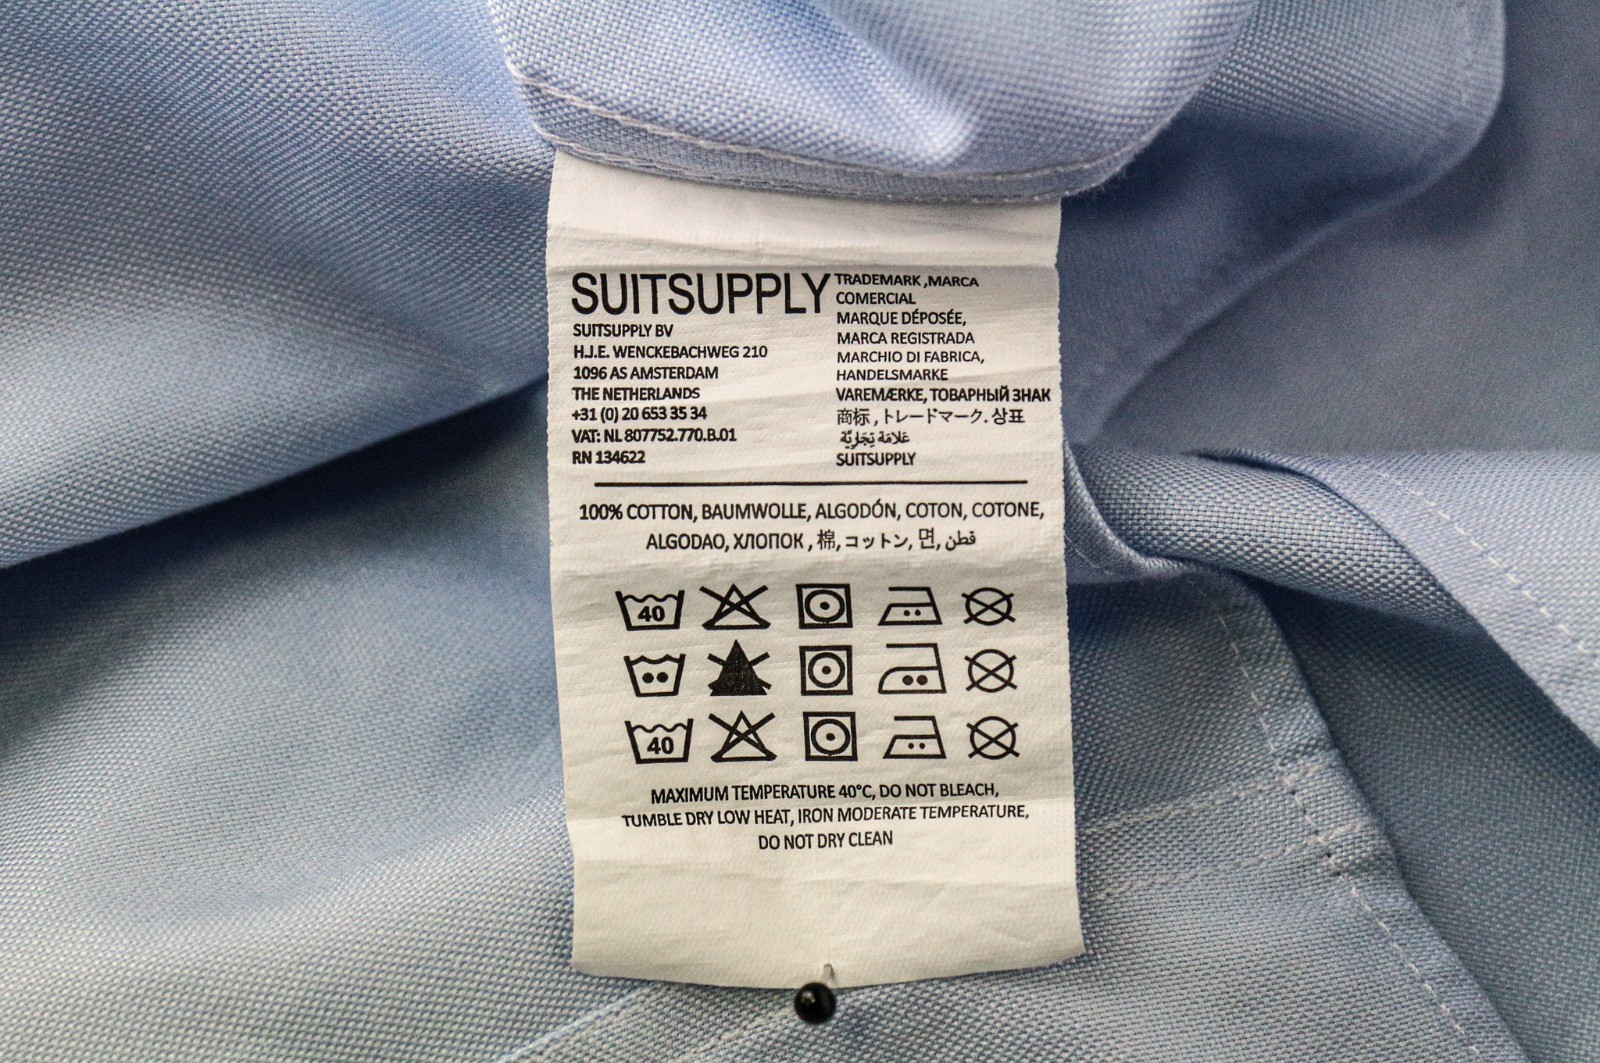 SUITSUPPLY
SUITSUPPLY BV
H.J.E. WENCKEBACHWEG 210
1096 AS AMSTERDAM
THE NETHERLANDS
+31 (0) 20 653 35 34
VAT: NL 807752.770.B.01
RN 134622
TRADEMARK ,MARCA
COMERCIAL
MARQUE DÉPOSÉE,
MARCA REGISTRADA
MARCHIO DI FABRICA,
HANDELSMARKE
VAREMÆRKE, ТОВАРНЫЙ ЗНАК
商标 , トレードマーク. 상표
عَلامَة تِجَارِيَّة
SUITSUPPLY
100% COTTON, BAUMWOLLE, ALGODÓN, COTON, COTONE,
ALGODAO, ХЛОПОК , 棉, コットン, 면, قطن
40
40
MAXIMUM TEMPERATURE 40°C, DO NOT BLEACH,
TUMBLE DRY LOW HEAT, IRON MODERATE TEMPERATURE,
DO NOT DRY CLEAN